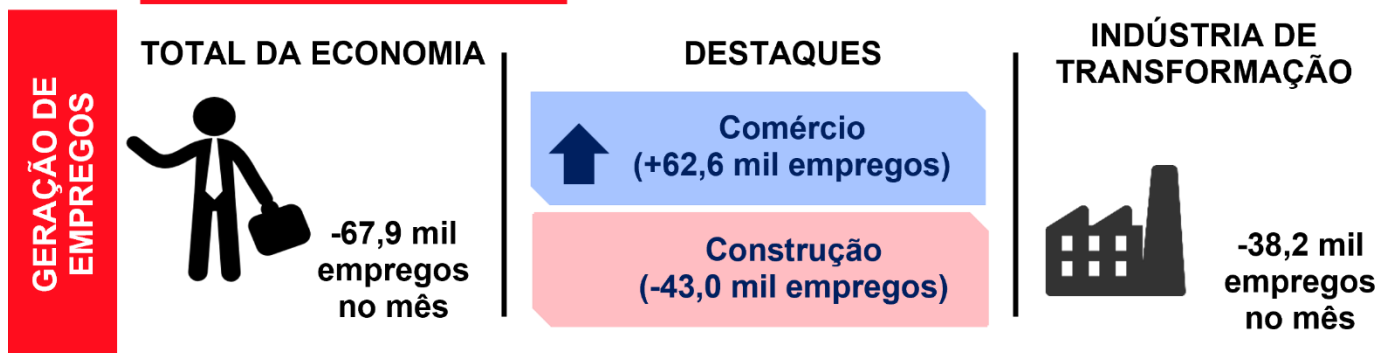 GERAÇÃO DE
EMPREGOS
TOTAL DA ECONOMIA
-67,9 mil
empregos
no mês
DESTAQUES
Comércio
(+62,6 mil empregos)
Construção
(-43,0 mil empregos)
INDÚSTRIA DE
TRANSFORMAÇÃO
-38,2 mil
empregos
no mês